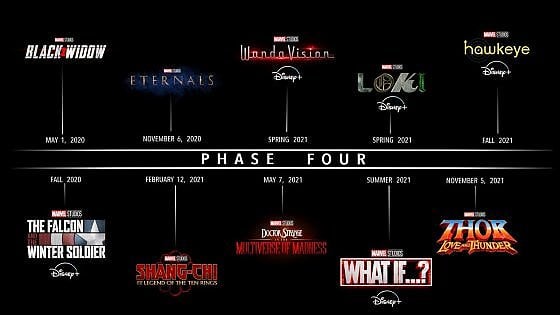 MARVEL STUDIOS
BLACK WIDOW
MAY 1, 2020
MARVEL STUDIOS
ETERNALS
NOVEMBER 6, 2020
MARVEL STUDIOS
WandaVision
Disney+
SPRING 2021
MARVEL STUDIOS
LOKI
Disney+
SPRING 2021
MARVEL STUDIOS
hawkeye
Disney+
FALL 2021
PHASE FOUR
FALL 2020
MARVEL STUDIOS
THE FALCON
AND THE
WINTER SOLDIER
Disney+
FEBRUARY 12, 2021
MARVEL STUDIOS
SHANG-CHI
AND THE LEGEND OF THE TEN RINGS
MAY 7, 2021
MARVEL STUDIOS
DOCTOR STRANGE
IN THE
MULTIVERSE OF MADNESS
SUMMER 2021
MARVEL STUDIOS
WHAT IF...?
Disney+
NOVEMBER 5, 2021
MARVEL STUDIOS
THOR
LOVE AND THUNDER